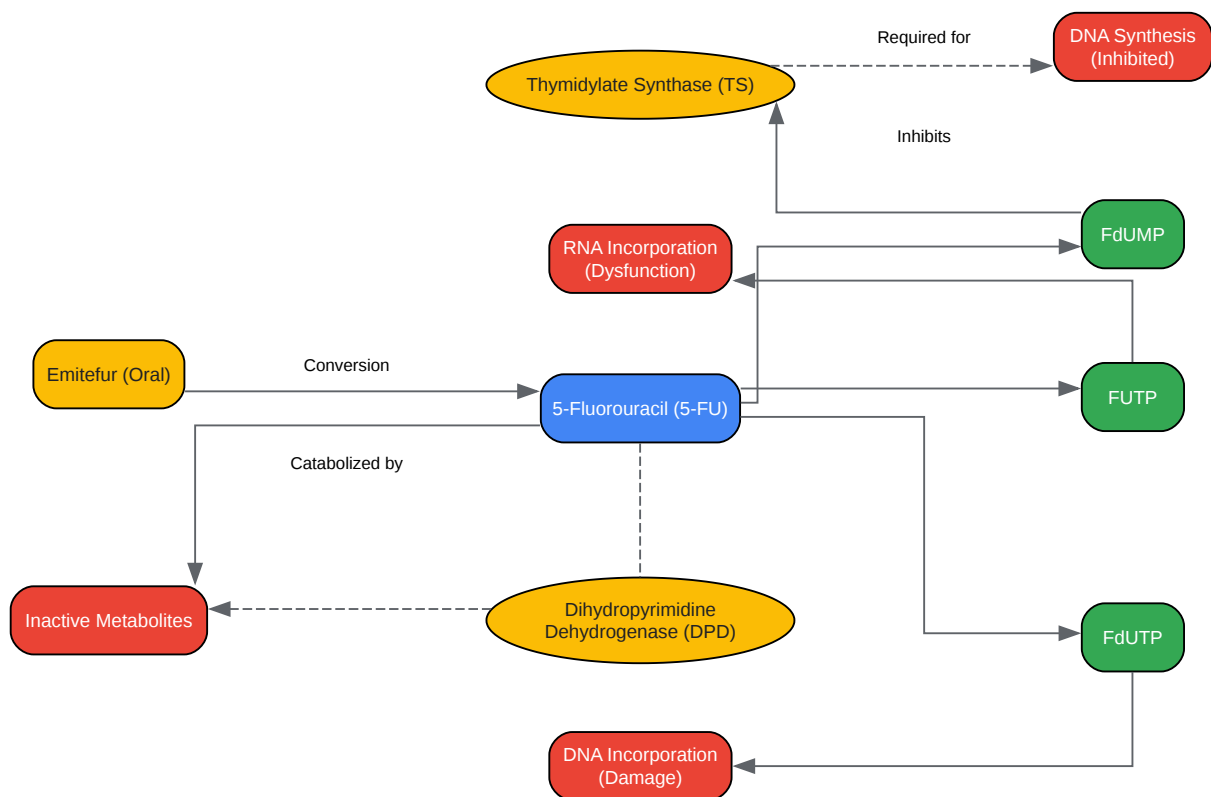 Required for
DNA Synthesis
(Inhibited)
Thymidylate Synthase (TS)
Inhibits
RNA Incorporation
(Dysfunction)
FdUMP
Emitefur (Oral)
Conversion
5-Fluorouracil (5-FU)
FUTP
Catabolized by
Inactive Metabolites
Dihydropyrimidine
Dehydrogenase (DPD)
FdUTP
DNA Incorporation
(Damage)